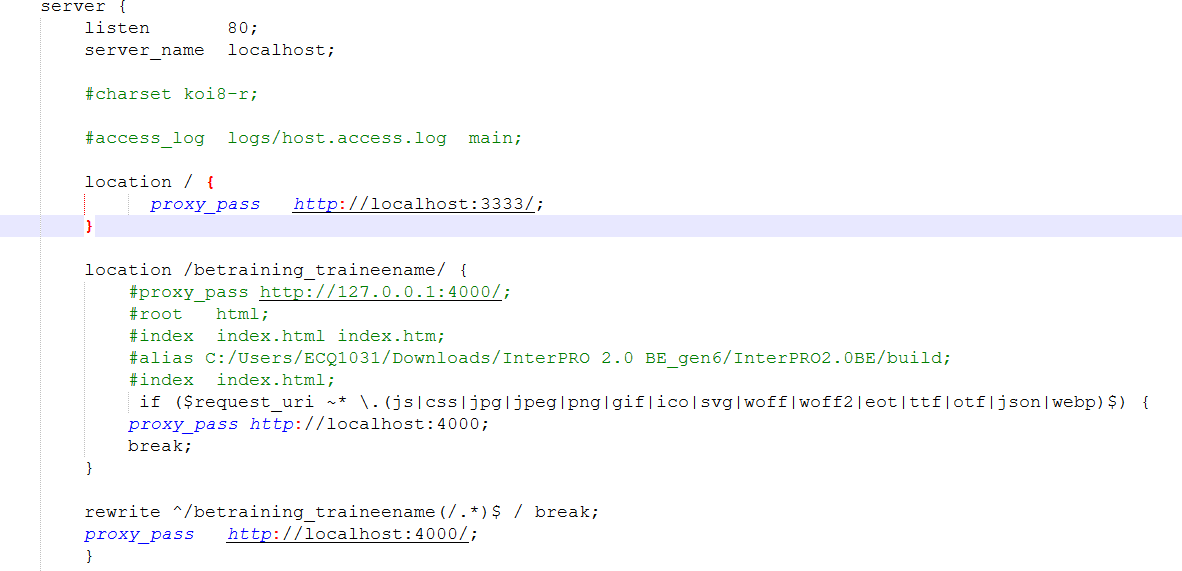 server {
listen 80;
server_name localhost;
#charset koi8-r;
#access_log logs/host.access.log main;
location / {
proxy_pass http://localhost:3333/;
}
location /betraining_traineename/ {
#proxy_pass http://127.0.0.1:4000/;
#root html;
#index index.html index.htm;
#alias C:/Users/ECQ1031/Downloads/InterPRO 2.0 BE_gen6/InterPRO2.0BE/build;
#index index.html;
if ($request_uri ~* \.(js|css|jpg|jpeg|png|gif|ico|svg|woff|woff2|eot|ttf|otf|json|webp)$) {
proxy_pass http://localhost:4000;
break;
}
rewrite ^/betraining_traineename(/.*)$ / break;
proxy_pass http://localhost:4000/;
}